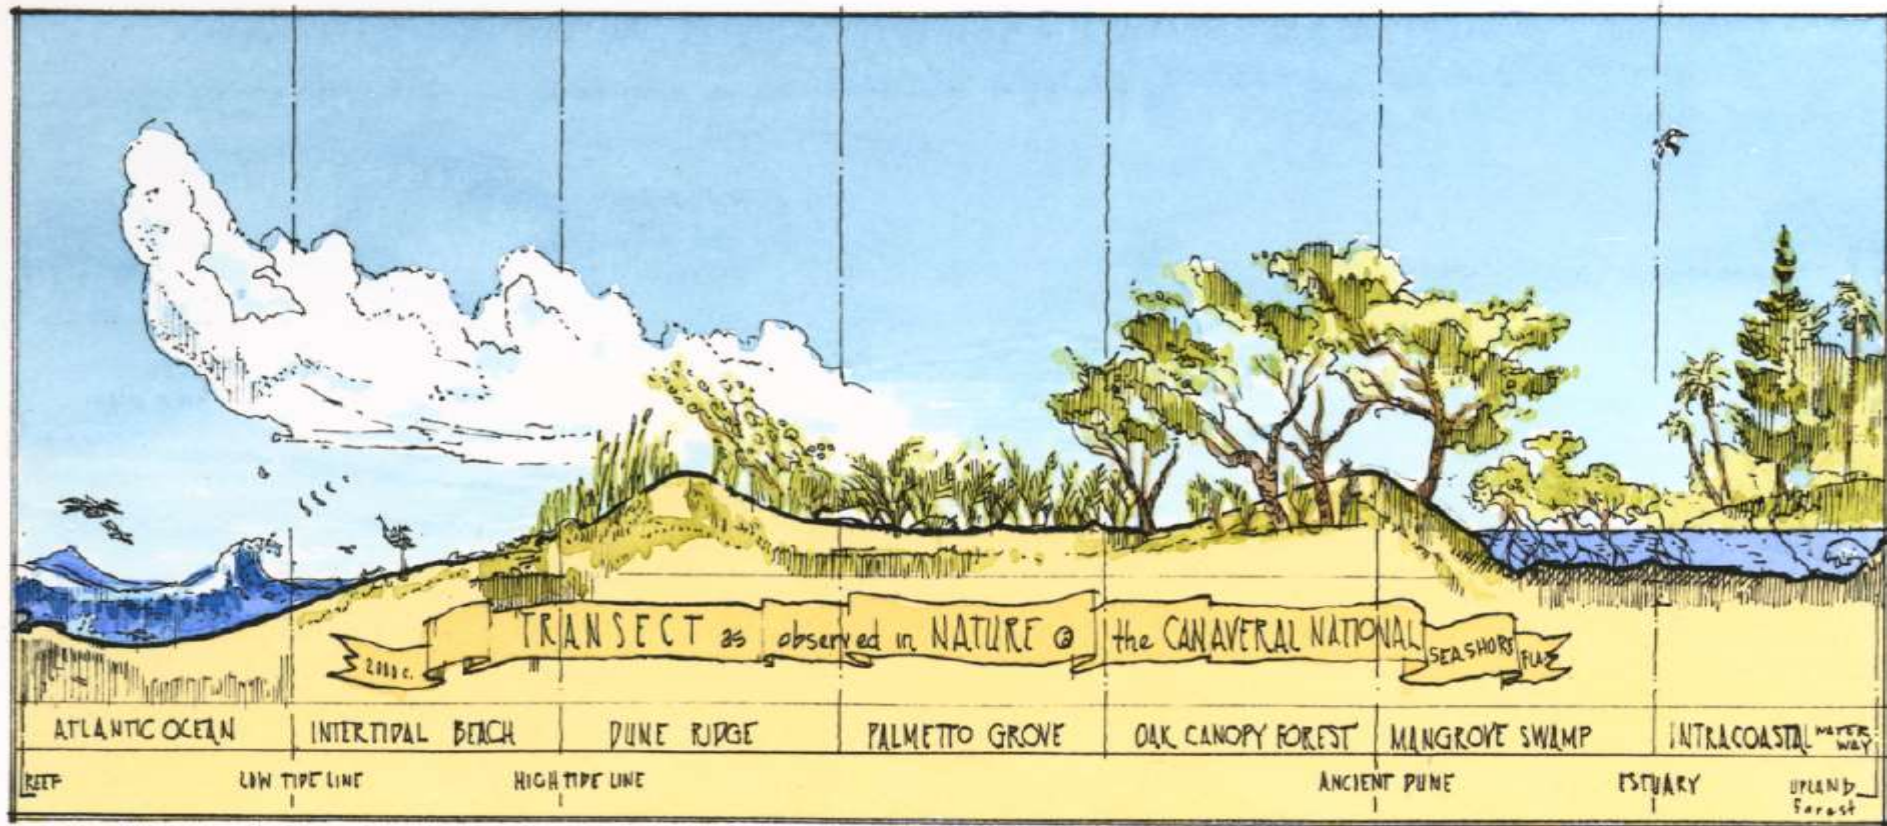 2000 c. TRANSECT as observed in NATURE @ the CANAVERAL NATIONAL SEASHORE FLA
ATLANTIC OCEAN INTERTIDAL BEACH DUNE RIDGE PALMETTO GROVE OAK CANOPY FOREST MANGROVE SWAMP INTRACOASTAL WATER WAY
REEF LOW TIDE LINE HIGH TIDE LINE ANCIENT DUNE ESTUARY UPLAND
Forest